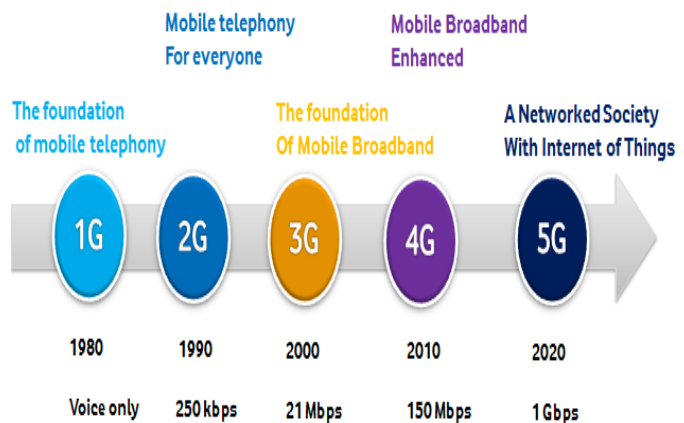 Mobile telephony
For everyone
Mobile Broadband
Enhanced
The foundation
of mobile telephony
The foundation
Of Mobile Broadband
A Networked Society
With Internet of Things
1G
2G
3G
4G
5G
1980
1990
2000
2010
2020
Voice only
250 kbps
21 Mbps
150 Mbps
1 Gbps